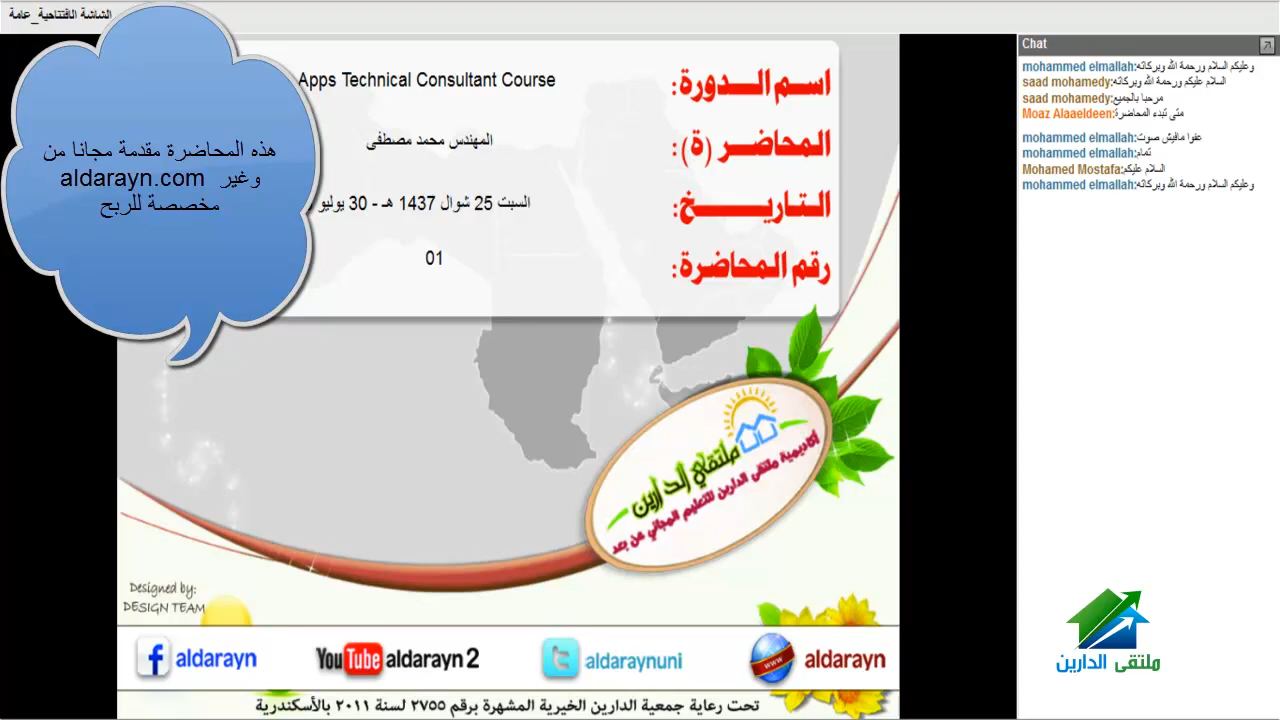 الشاشة الافتتاحية_عامة
هذه المحاضرة مقدمة مجانا من
aldarayn.com وغير
مخصصة للربح
اسم الدورة: Apps Technical Consultant Course
المحاضر (ة): المهندس محمد مصطفى
التاريخ: السبت 25 شوال 1437 هـ - 30 يوليو
رقم المحاضرة: 01
ملتقي الدارين
أكاديمية ملتقى الدارين للتعليم المجاني عن بعد
Designed by:
DESIGN TEAM
aldarayn
YouTube aldarayn 2
aldaraynuni
www aldarayn
تحت رعاية جمعية الدارين الخيرية المشهرة برقم ٢٧٥٥ لسنة ٢٠١١ بالأسكندرية
Chat
mohammed elmallah:وعليكم السلام ورحمة الله وبركاته
saad mohamedy:السلام عليكم ورحمة الله وبركاته
saad mohamedy:مرحبا بالجميع
Moaz Alaaeldeen:متى تبدء المحاضرة
mohammed elmallah:عفوا مافيش صوت
mohammed elmallah:تمام
Mohamed Mostafa:السلام عليكم
mohammed elmallah:وعليكم السلام ورحمة الله وبركاته
ملتقى الدارين